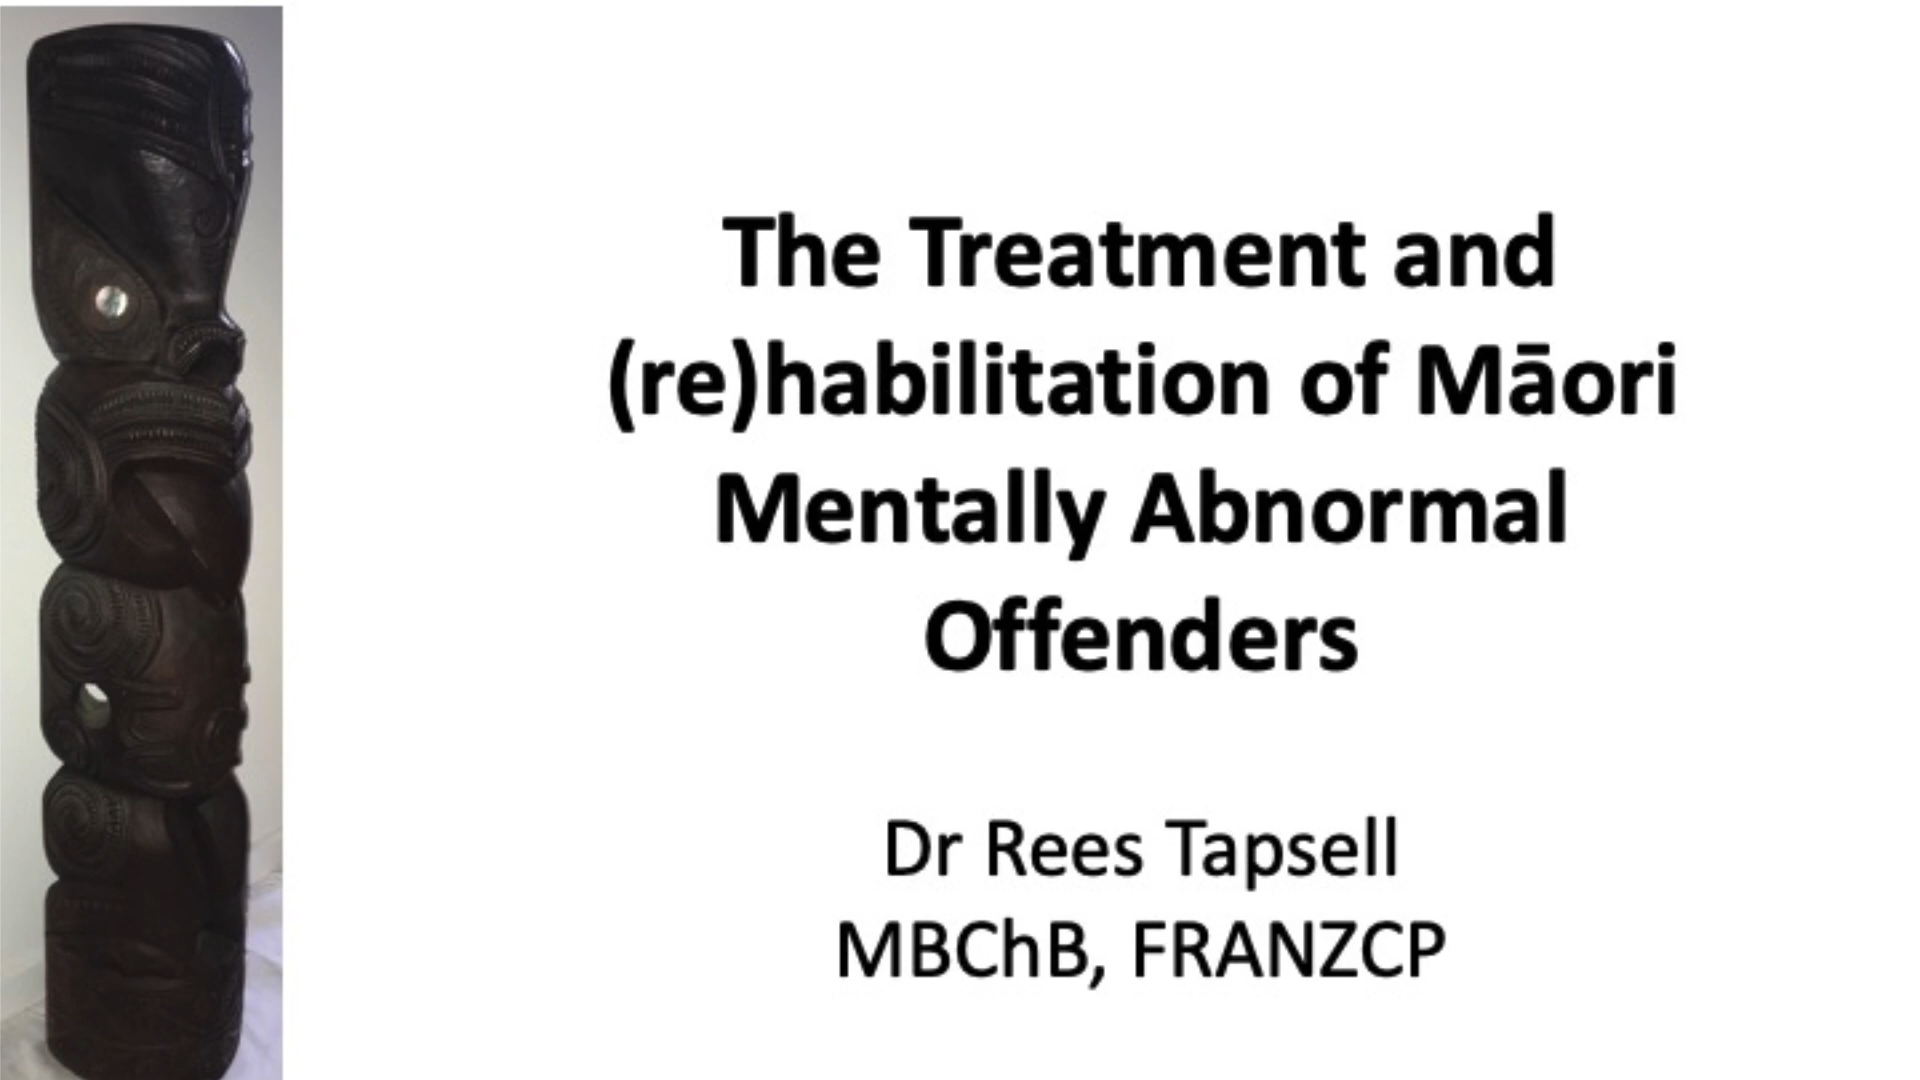 The Treatment and
(re)habilitation of Māori
Mentally Abnormal
Offenders
Dr Rees Tapsell
MBChB, FRANZCP